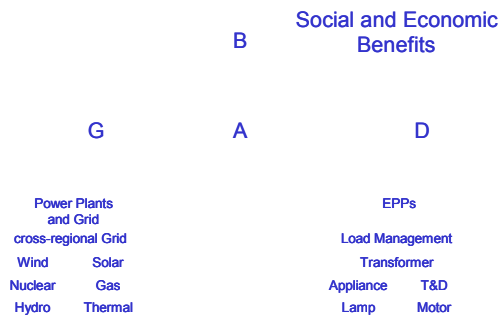 Social and Economic
Benefits
B
G A D
Power Plants
and Grid
EPPs
cross-regional Grid
Load Management
Wind Solar
Transformer
Nuclear Gas
Appliance T&D
Hydro Thermal
Lamp Motor